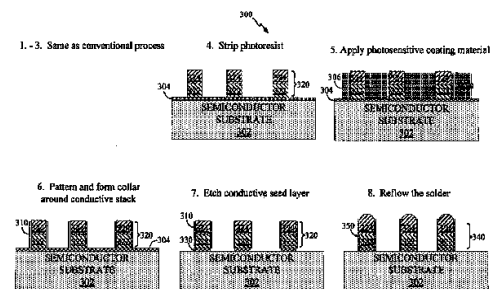 300
1. - 3. Same as conventional process
4. Strip photoresist
5. Apply photosensitive coating material
304
320
SEMICONDUCTOR
SUBSTRATE
302
306
304
SEMICONDUCTOR
SUBSTRATE
302
6. Pattern and form collar
around conductive stack
7. Etch conductive seed layer
8. Reflow the solder
310
320
304
SEMICONDUCTOR
SUBSTRATE
302
310
330
320
SEMICONDUCTOR
SUBSTRATE
302
350
340
SEMICONDUCTOR
SUBSTRATE
302